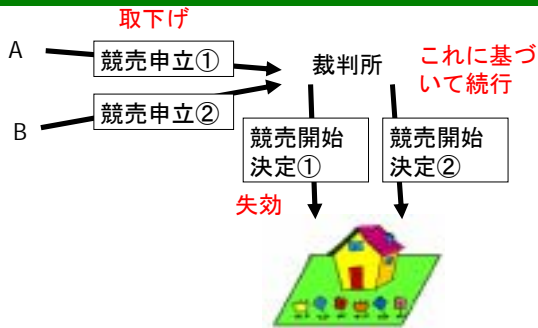 取下げ
A
競売申立①
B
競売申立②
裁判所
これに基づ
いて続行
競売開始
決定①
競売開始
決定②
失効